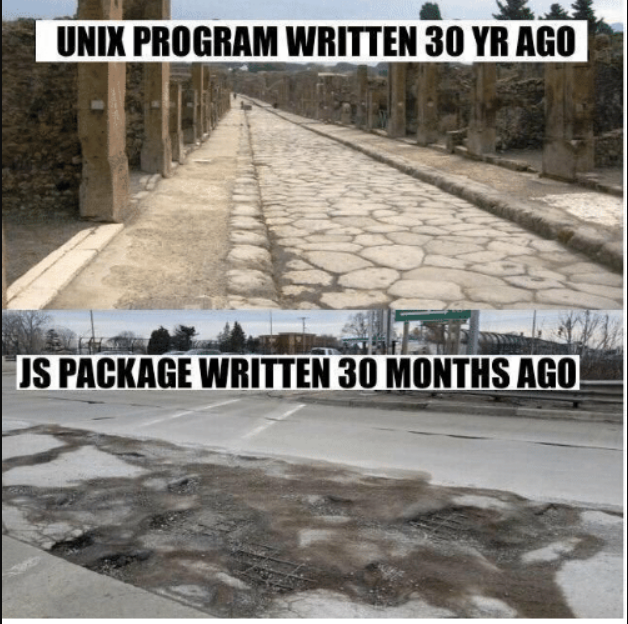 UNIX PROGRAM WRITTEN 30 YR AGO
JS PACKAGE WRITTEN 30 MONTHS AGO